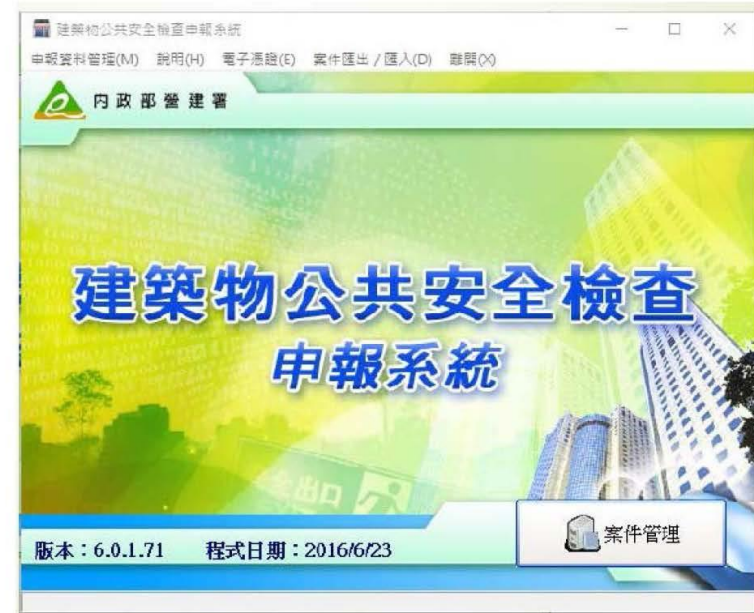 建築物公共安全檢查申報系統
申報資料管理(M) 說明(H) 電子憑證(E) 案件匯出 / 匯入(D) 離開(X)
內政部營建署
建築物公共安全檢查
申報系統
出口
版本：6.0.1.71 程式日期：2016/6/23
案件管理